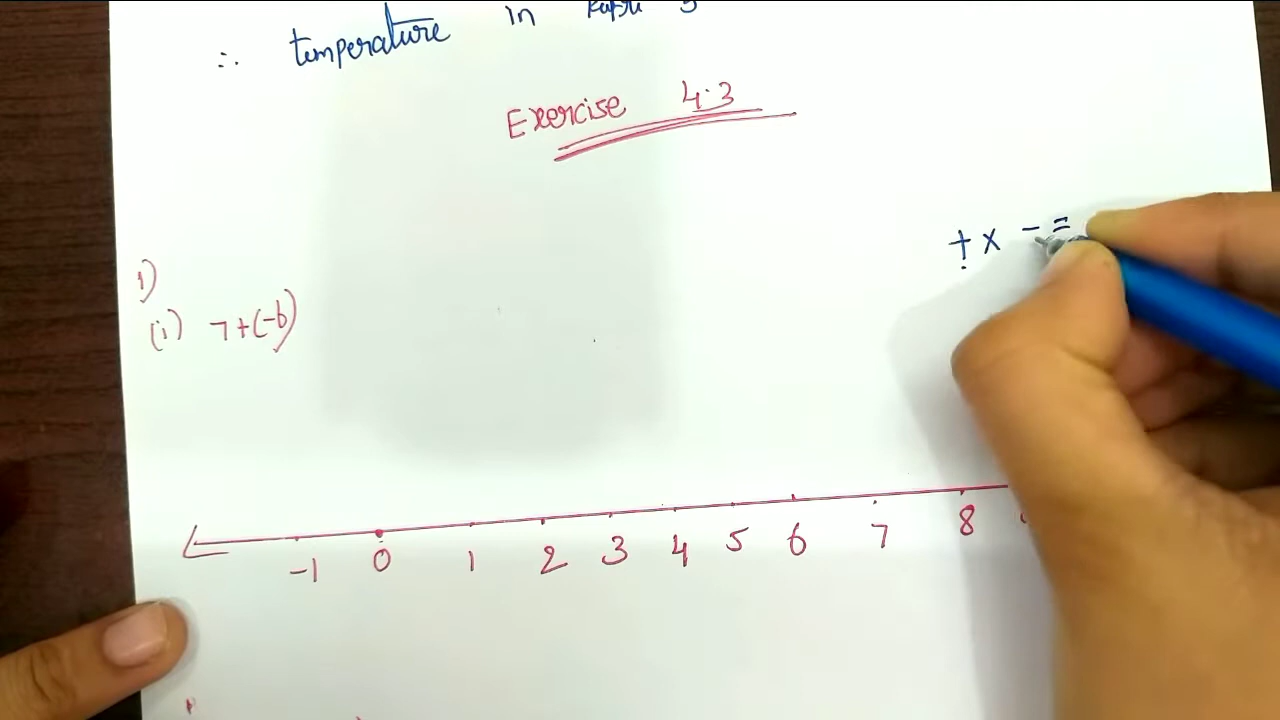 ∴ temperature in
Exercise 4.3
+ × - =
1)
(i) 7+(-6)
-1 0 1 2 3 4 5 6 7 8